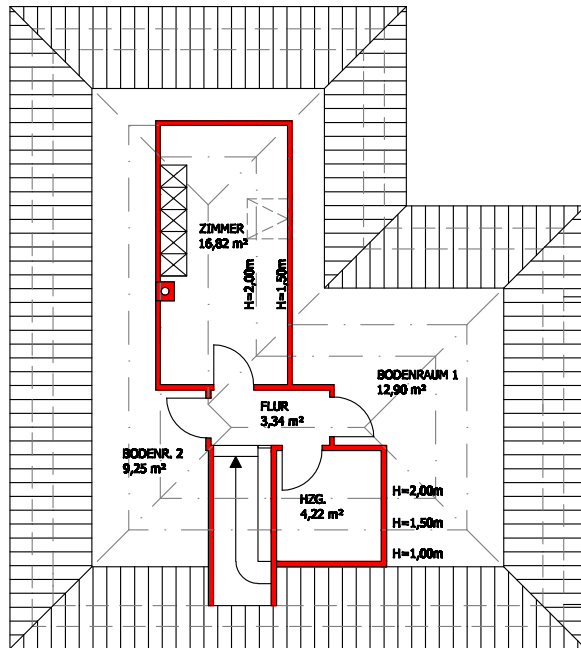 ZIMMER
16,82 m²
H=2,00m
H=1,50m
BODENRAUM 1
12,90 m²
FLUR
3,34 m²
BODENR. 2
9,25 m²
HZG.
4,22 m²
H=2,00m
H=1,50m
H=1,00m